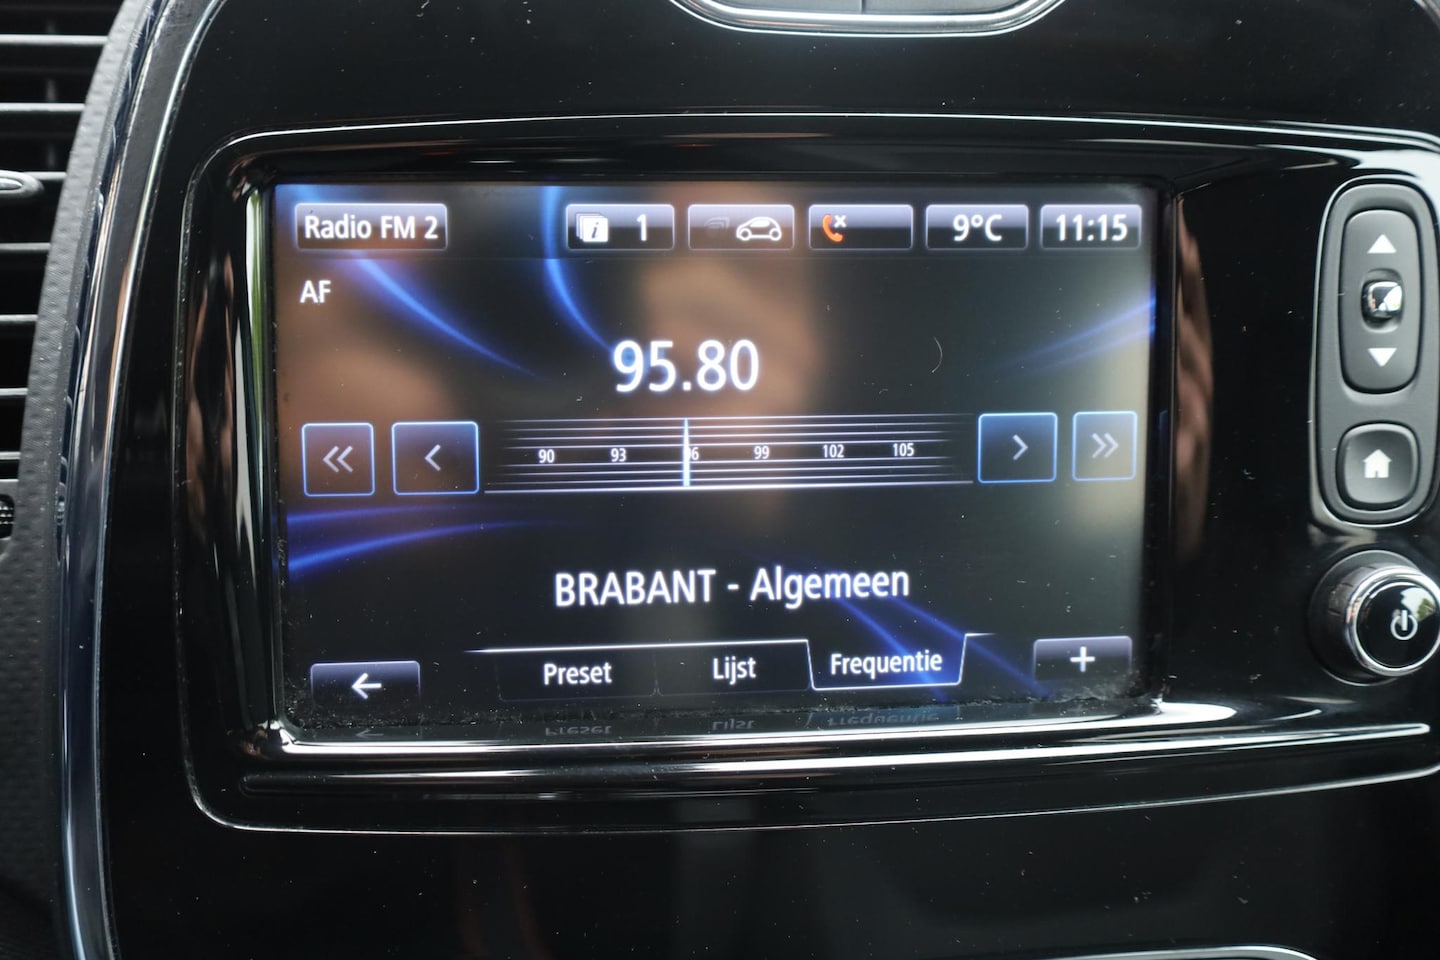 Radio FM 2
1
9°C
11:15
AF
95.80
90 93 96 99 102 105
BRABANT - Algemeen
Preset
Lijst
Frequentie